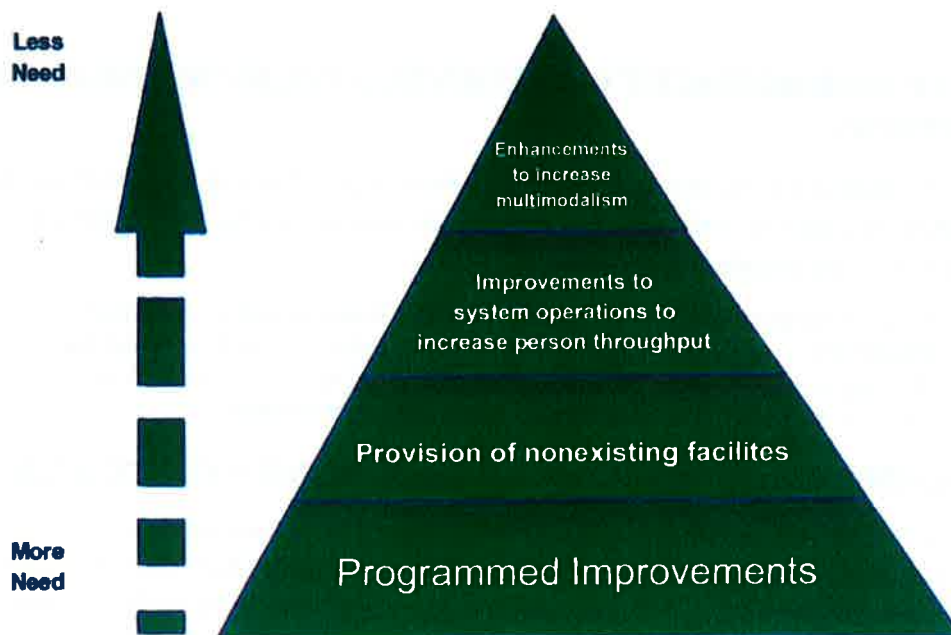 Less
Need
Enhancements
to increase
multimodalism
Improvements to
system operations to
increase person throughput
Provision of nonexisting facilites
More
Need
Programmed Improvements